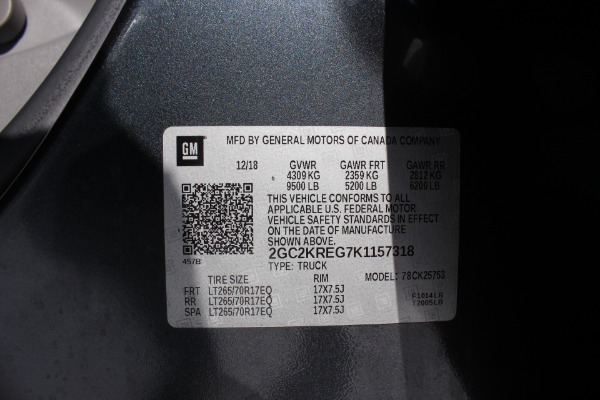 GM MFD BY GENERAL MOTORS OF CANADA COMPANY
12/18 GVWR GAWR FRT GAWR RR
4309 KG 2359 KG 2812 KG
9500 LB 5200 LB 6200 LB
THIS VEHICLE CONFORMS TO ALL
APPLICABLE U.S. FEDERAL MOTOR
VEHICLE SAFETY STANDARDS IN EFFECT
ON THE DATE OF MANUFACTURE
SHOWN ABOVE.
457B 2GC2KREG7K1157318
TYPE: TRUCK MODEL: 78CK25753
TIRE SIZE RIM
FRT LT265/70R17EQ 17X7.5J
RR LT265/70R17EQ 17X7.5J F1014LB
SPA LT265/70R17EQ 17X7.5J T2005LB